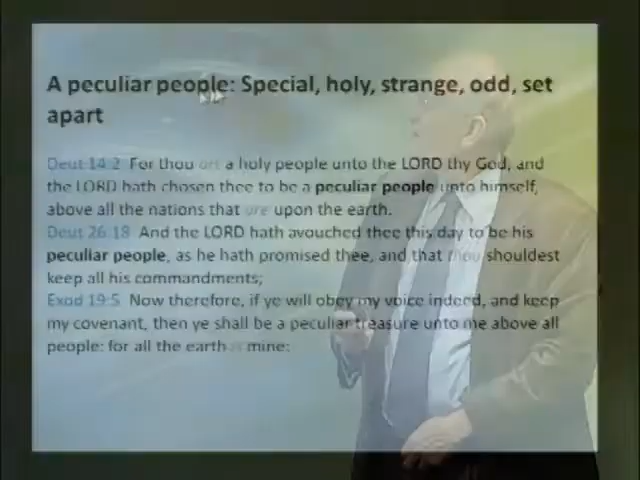 A peculiar people: Special, holy, strange, odd, set
apart
Deut 14:2 For thou art a holy people unto the LORD thy God, and
the LORD hath chosen thee to be a peculiar people unto himself,
above all the nations that are upon the earth.
Deut 26:18 And the LORD hath avouched thee this day to be his
peculiar people, as he hath promised thee, and that thou shouldest
keep all his commandments;
Exod 19:5 Now therefore, if ye will obey my voice indeed, and keep
my covenant, then ye shall be a peculiar treasure unto me above all
people: for all the earth is mine: